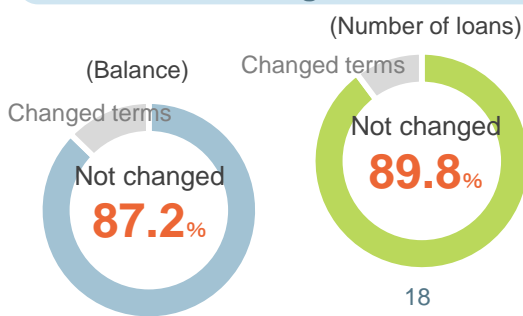 (Number of loans)
Changed terms
Not changed
89.8%
(Balance)
Changed terms
Not changed
87.2%
18